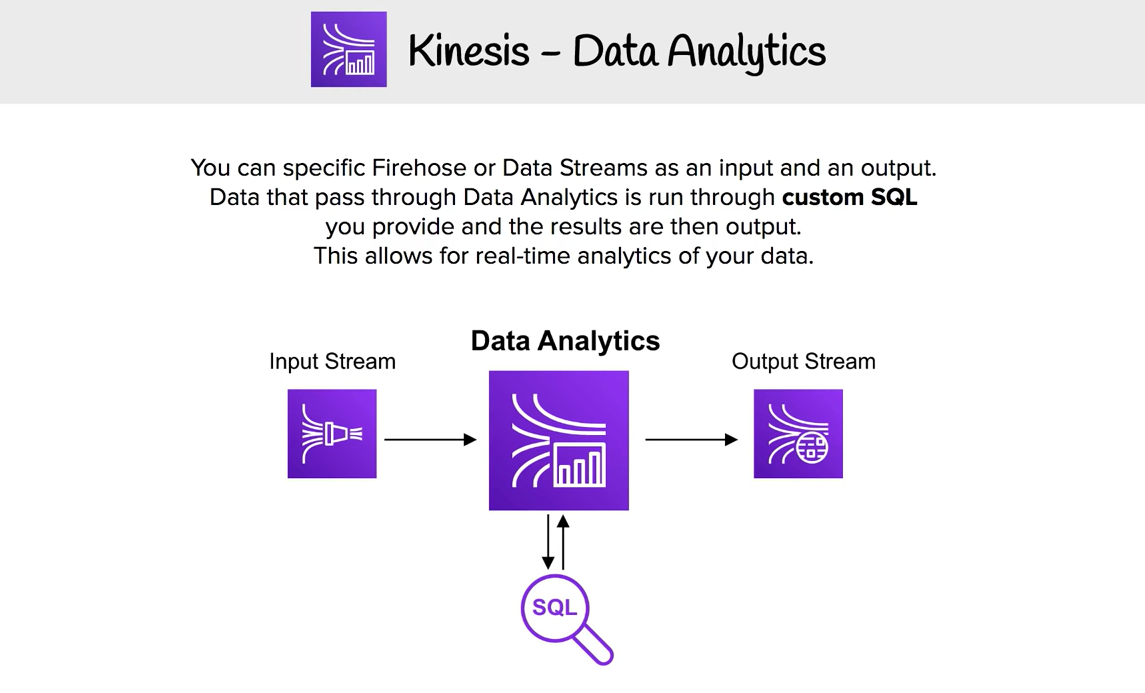 Kinesis – Data Analytics
You can specific Firehose or Data Streams as an input and an output.
Data that pass through Data Analytics is run through custom SQL
you provide and the results are then output.
This allows for real-time analytics of your data.
Data Analytics
Input Stream
Output Stream
SQL